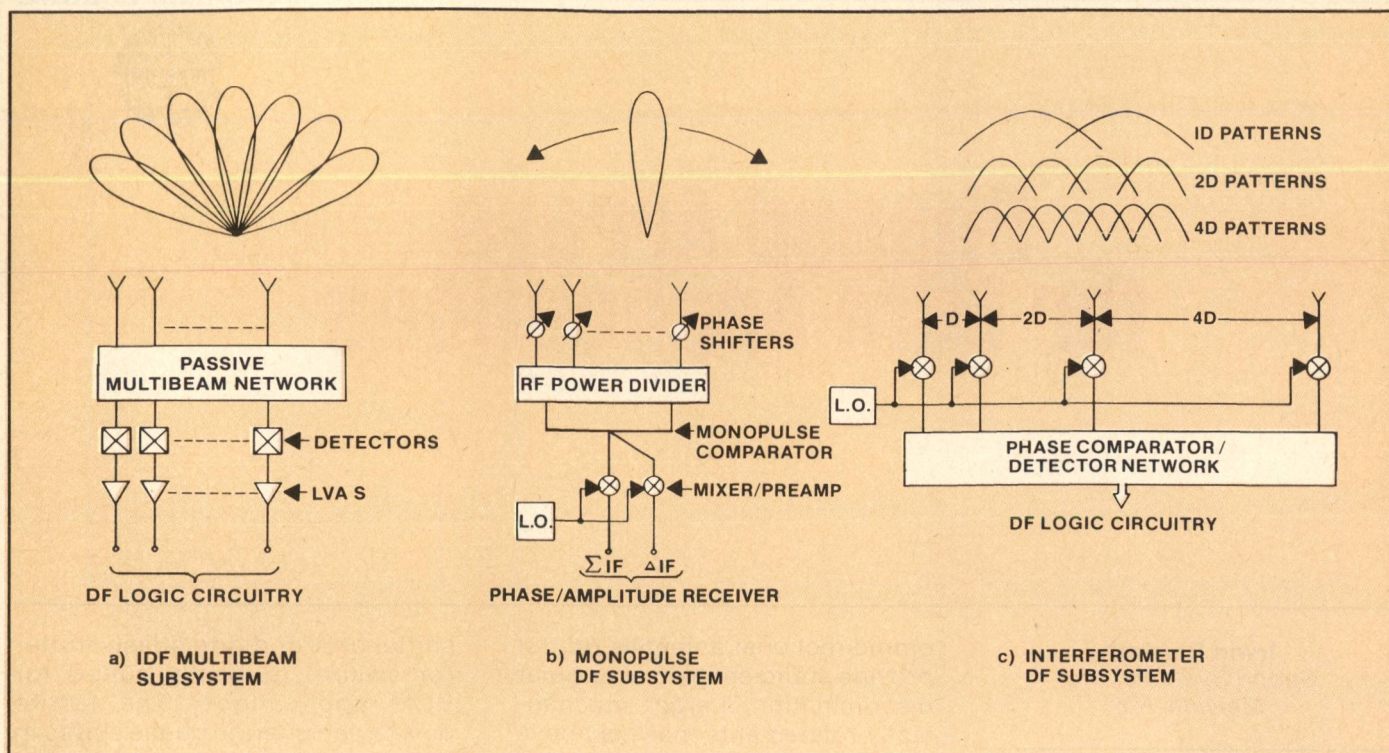 PASSIVE
MULTIBEAM NETWORK
DETECTORS
LVA S
DF LOGIC CIRCUITRY
a) IDF MULTIBEAM
SUBSYSTEM
PHASE
SHIFTERS
RF POWER DIVIDER
MONOPULSE
COMPARATOR
MIXER/PREAMP
L.O.
Σ IF Δ IF
PHASE/AMPLITUDE RECEIVER
b) MONOPULSE
DF SUBSYSTEM
ID PATTERNS
2D PATTERNS
4D PATTERNS
D 2D 4D
L.O.
PHASE COMPARATOR /
DETECTOR NETWORK
DF LOGIC CIRCUITRY
c) INTERFEROMETER
DF SUBSYSTEM